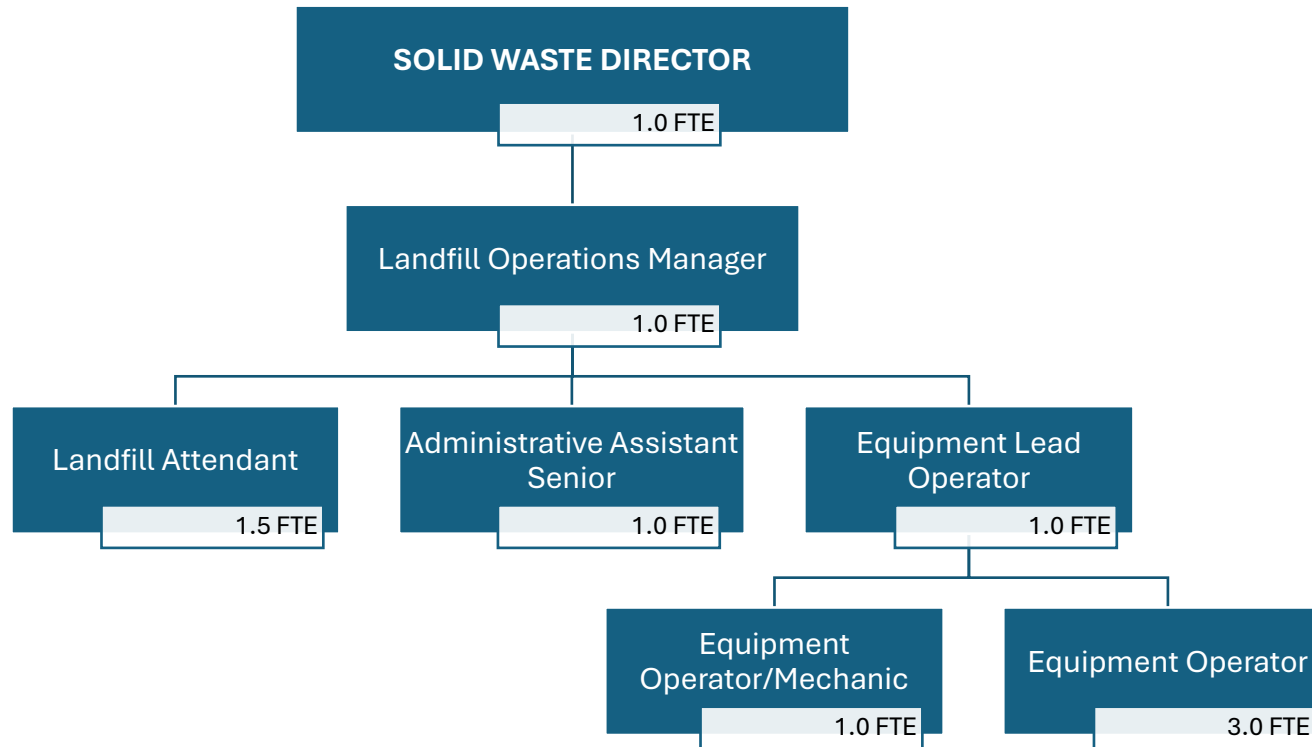 SOLID WASTE DIRECTOR
1.0 FTE
Landfill Operations Manager
1.0 FTE
Landfill Attendant
1.5 FTE
Administrative Assistant
Senior
1.0 FTE
Equipment Lead
Operator
1.0 FTE
Equipment
Operator/Mechanic
1.0 FTE
Equipment Operator
3.0 FTE